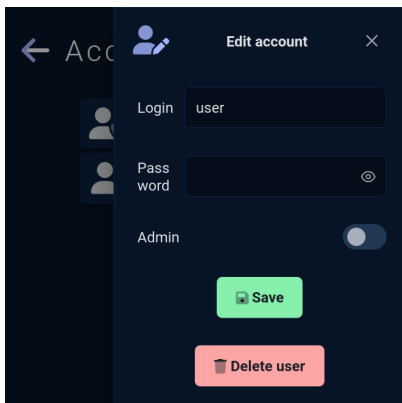 Acc
Edit account
Login
user
Pass
word
Admin
Save
Delete user